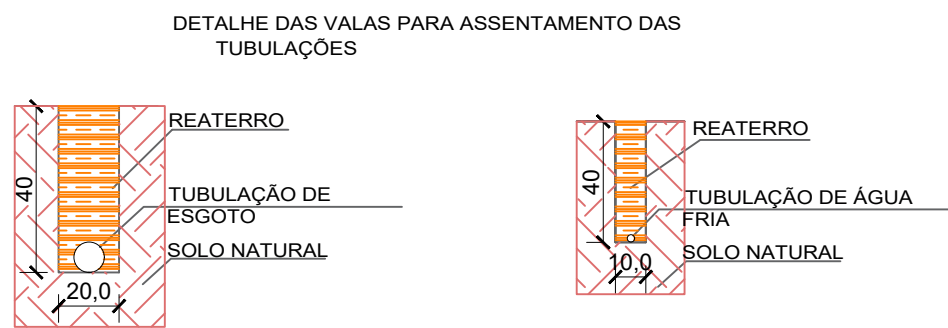 DETALHE DAS VALAS PARA ASSENTAMENTO DAS
TUBULAÇÕES
REATERRO
40
TUBULAÇÃO DE
ESGOTO
SOLO NATURAL
20,0
REATERRO
40
TUBULAÇÃO DE ÁGUA
FRIA
SOLO NATURAL
10,0